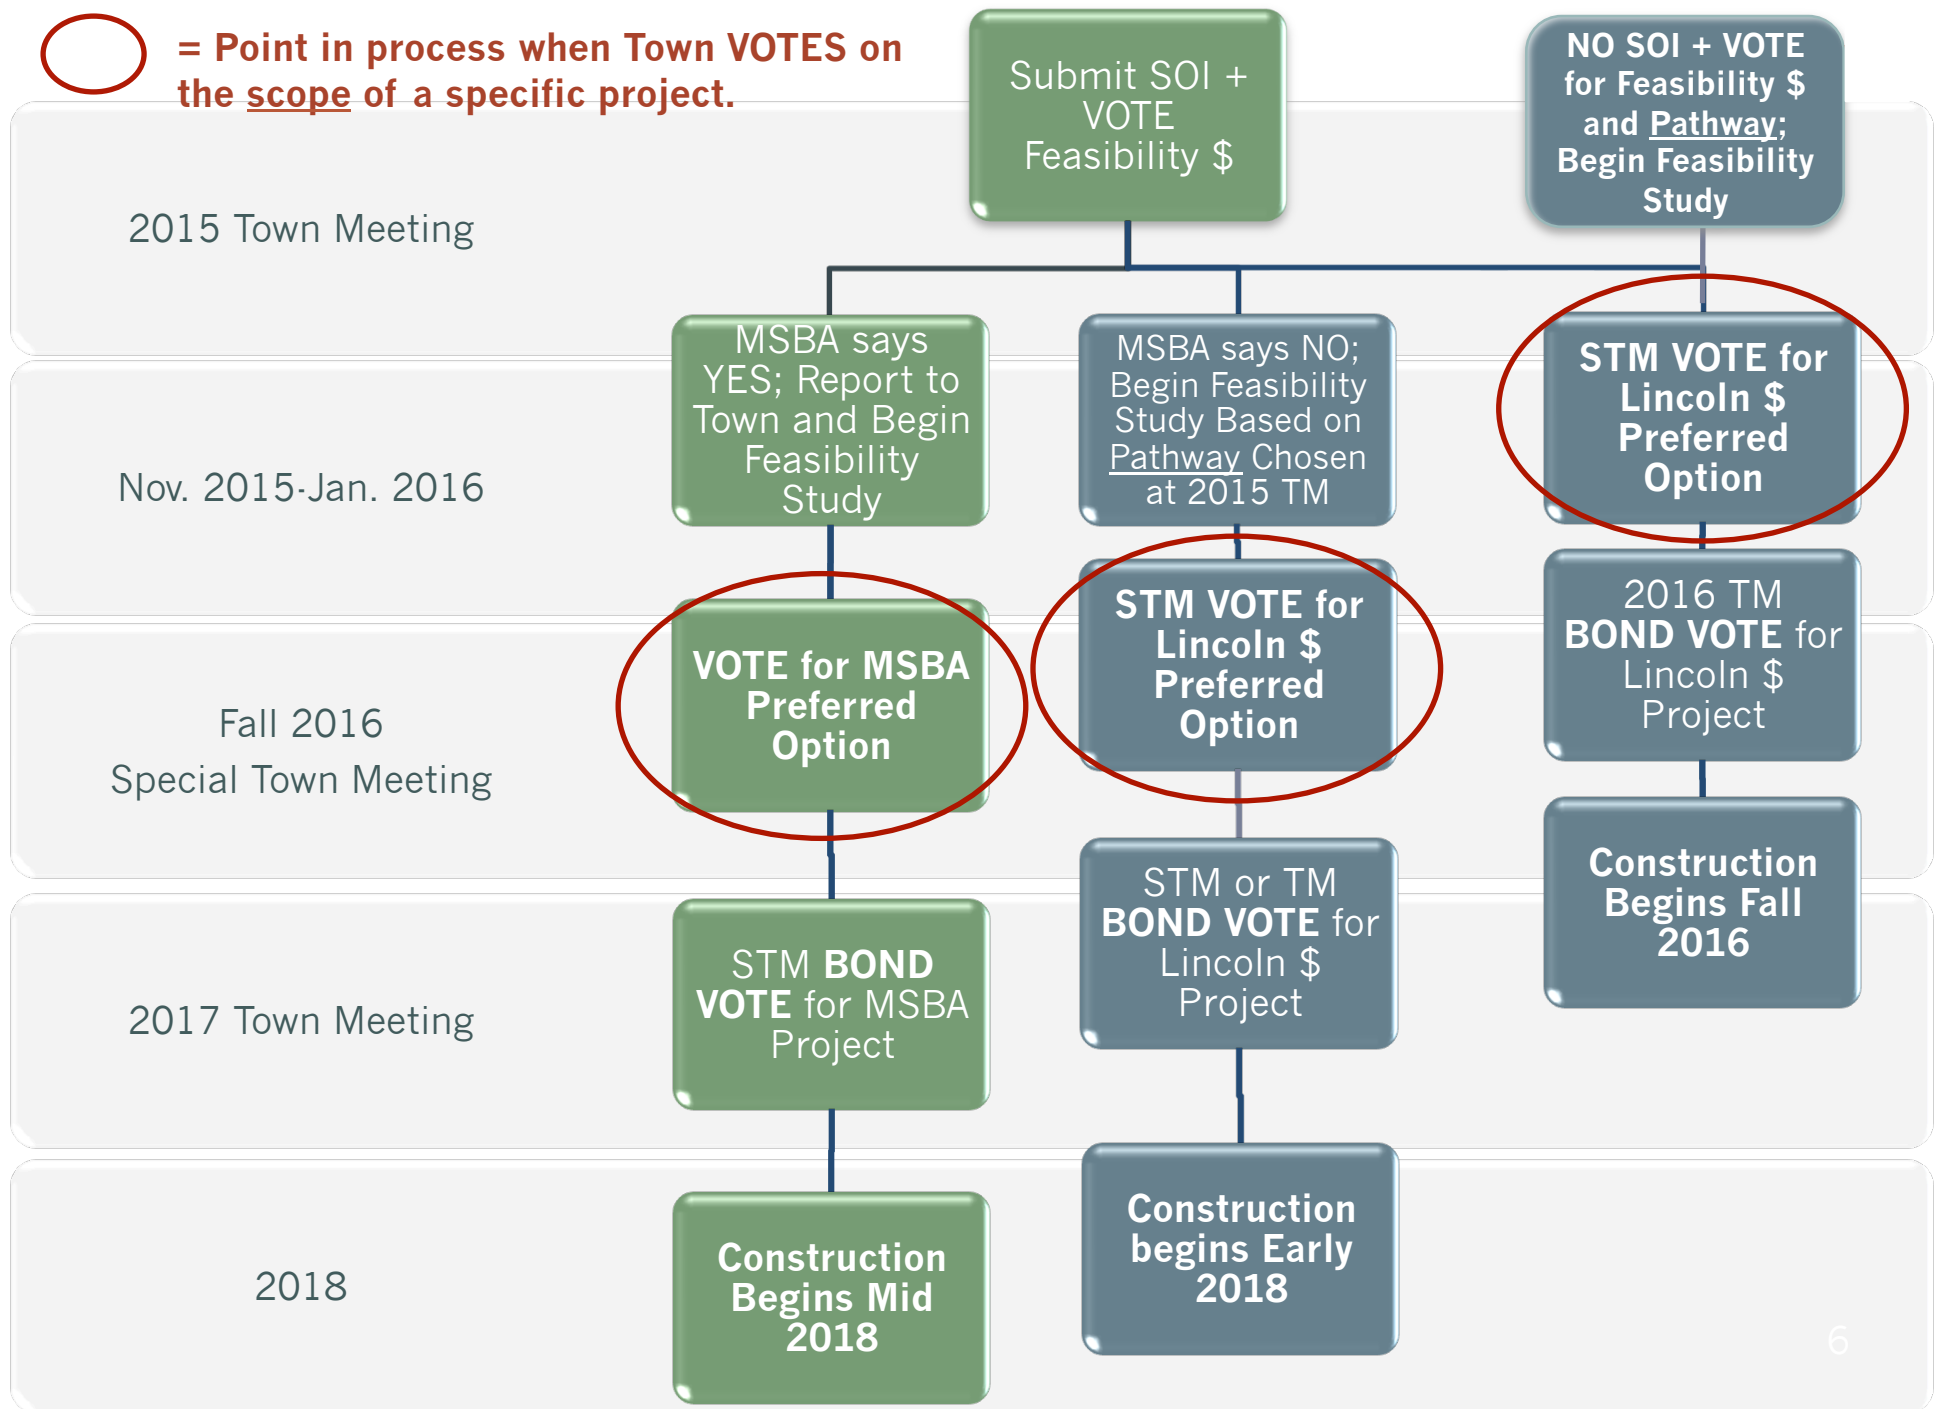 = Point in process when Town VOTES on
the scope of a specific project.
Submit SOI +
VOTE
Feasibility $
NO SOI + VOTE
for Feasibility $
and Pathway;
Begin Feasibility
Study
2015 Town Meeting
MSBA says
YES; Report to
Town and Begin
Feasibility
Study
MSBA says NO;
Begin Feasibility
Study Based on
Pathway Chosen
at 2015 TM
STM VOTE for
Lincoln $
Preferred
Option
Nov. 2015-Jan. 2016
VOTE for MSBA
Preferred
Option
STM VOTE for
Lincoln $
Preferred
Option
2016 TM
BOND VOTE for
Lincoln $
Project
Fall 2016
Special Town Meeting
STM BOND
VOTE for MSBA
Project
STM or TM
BOND VOTE for
Lincoln $
Project
Construction
Begins Fall
2016
2017 Town Meeting
Construction
Begins Mid
2018
Construction
begins Early
2018
2018
6